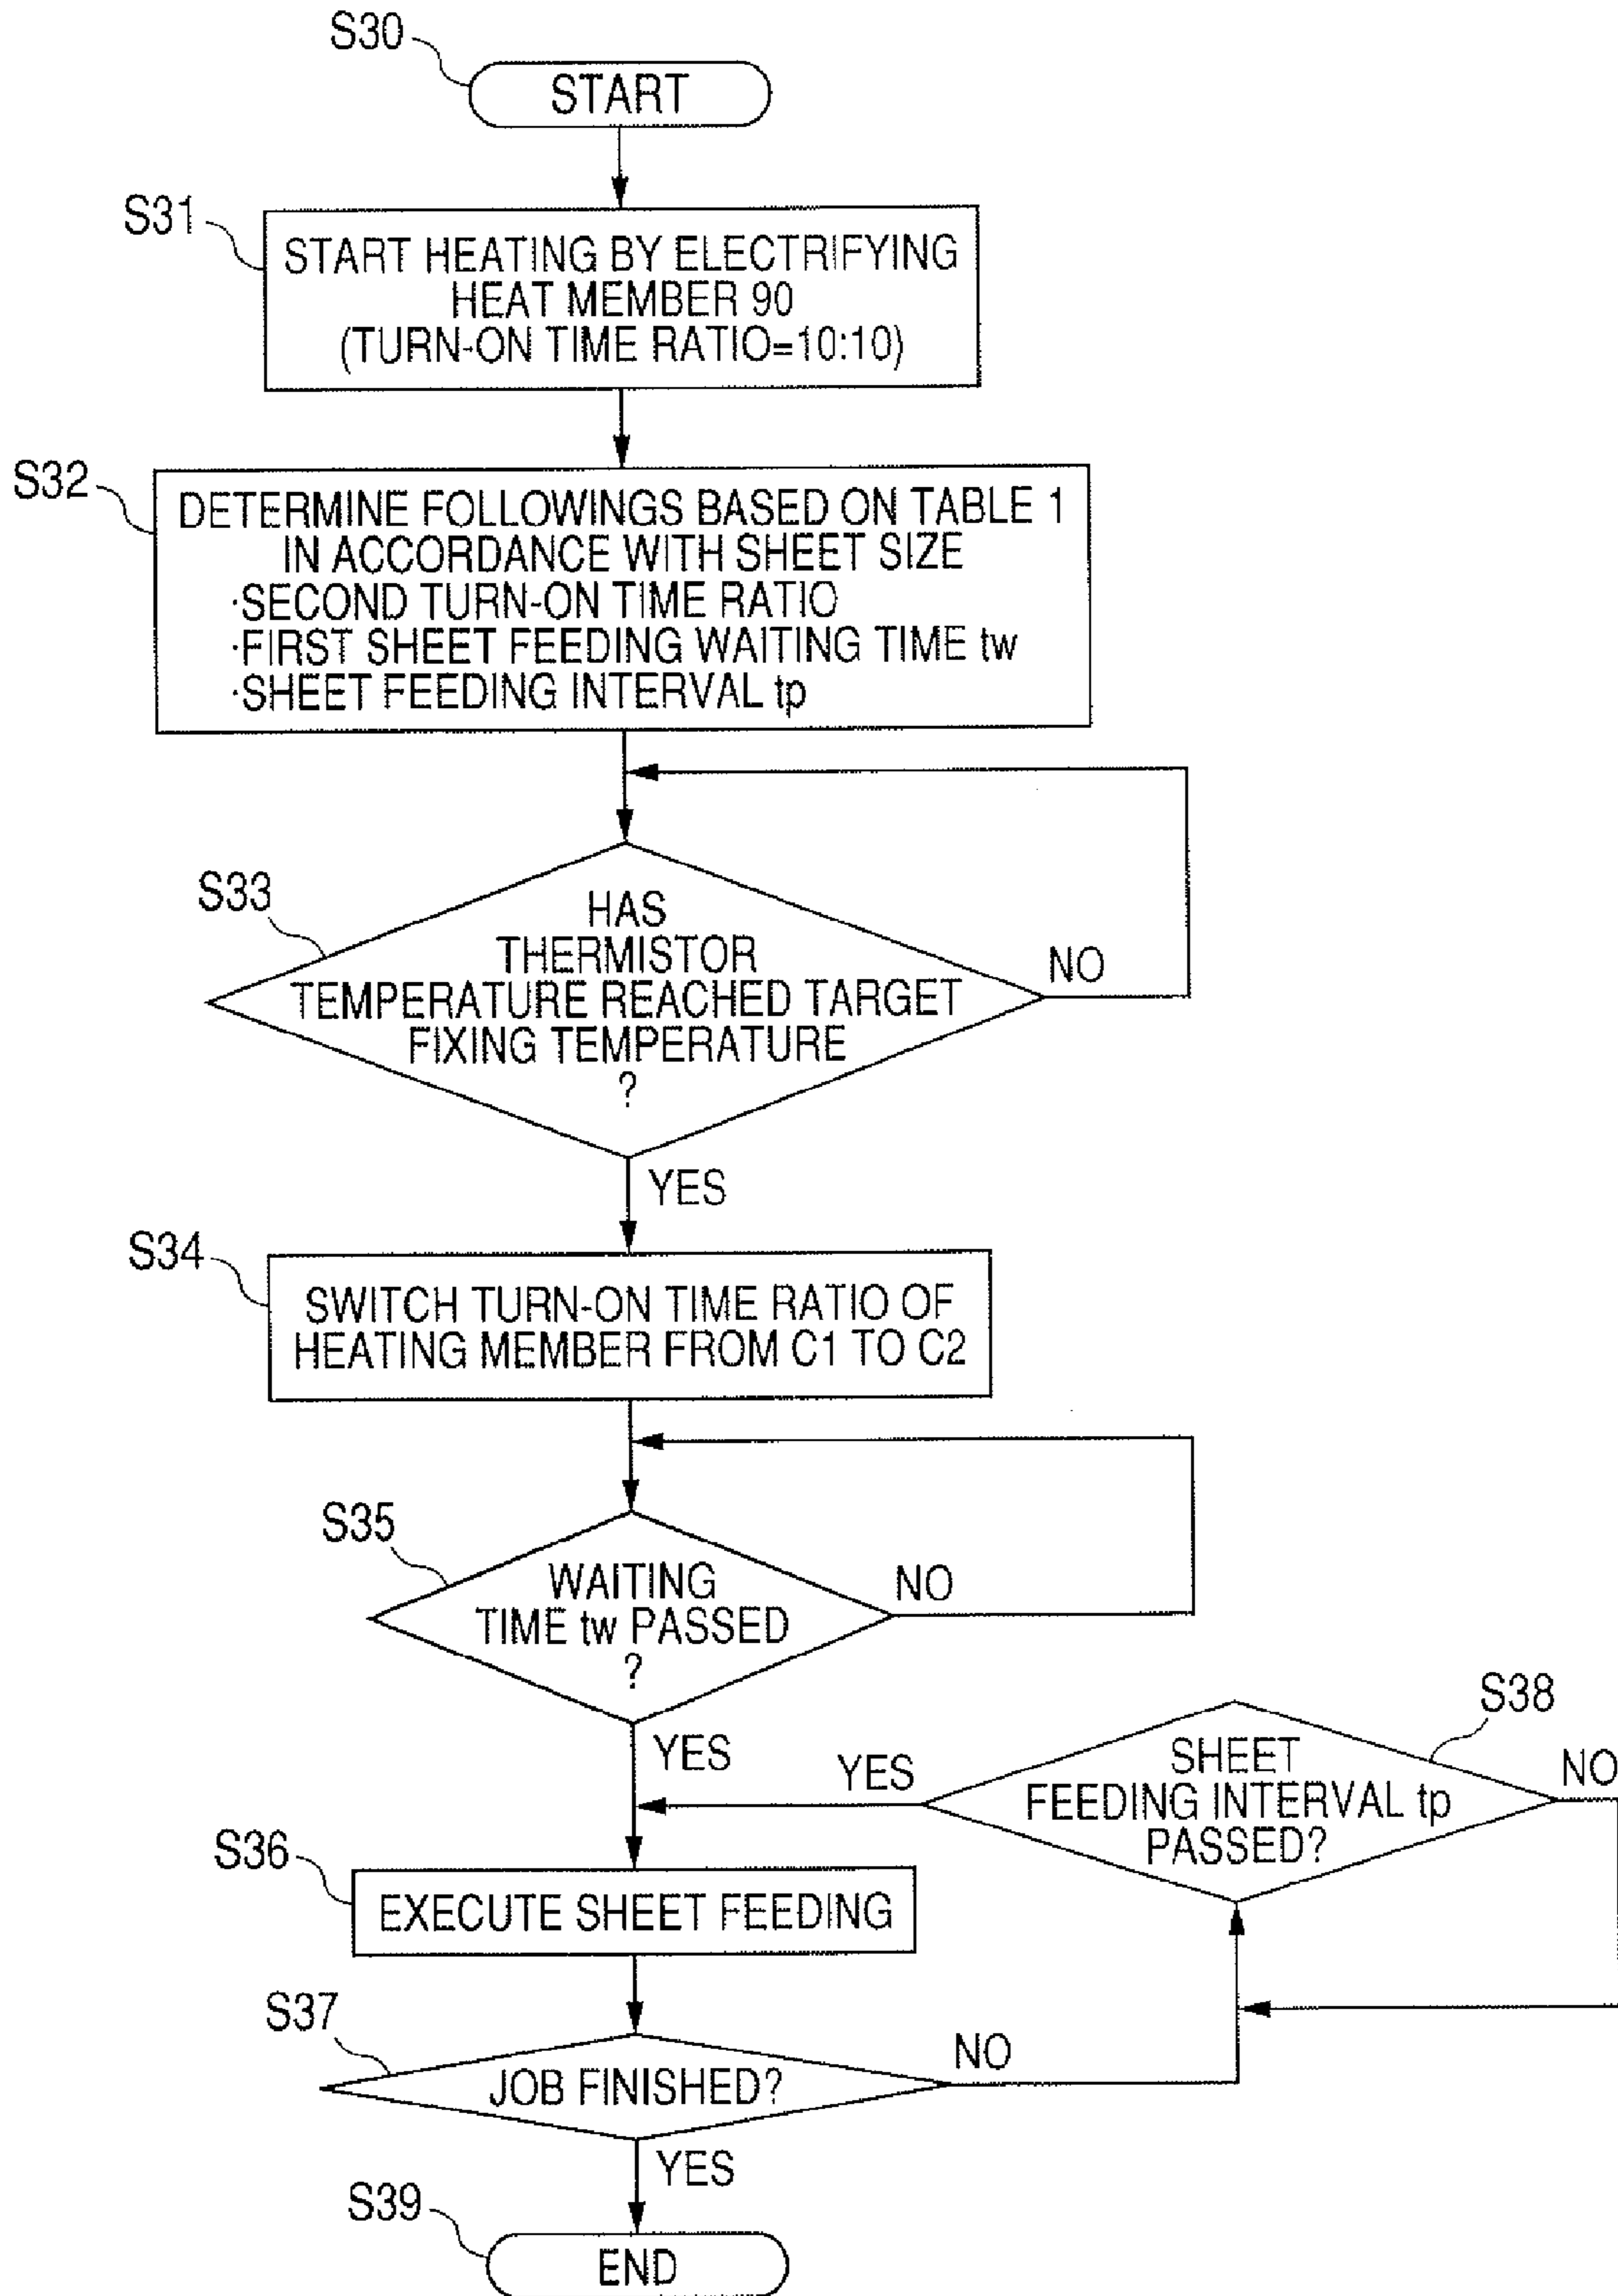 S30
START
S31
START HEATING BY ELECTRIFYING
HEAT MEMBER 90
(TURN-ON TIME RATIO=10:10)
S32
DETERMINE FOLLOWINGS BASED ON TABLE 1
IN ACCORDANCE WITH SHEET SIZE
·SECOND TURN-ON TIME RATIO
·FIRST SHEET FEEDING WAITING TIME tw
·SHEET FEEDING INTERVAL tp
S33
HAS
THERMISTOR
TEMPERATURE REACHED TARGET
FIXING TEMPERATURE
?
NO
YES
S34
SWITCH TURN-ON TIME RATIO OF
HEATING MEMBER FROM C1 TO C2
S35
WAITING
TIME tw PASSED
?
NO
YES
S38
SHEET
FEEDING INTERVAL tp
PASSED?
YES
NO
S36
EXECUTE SHEET FEEDING
S37
JOB FINISHED?
NO
YES
S39
END